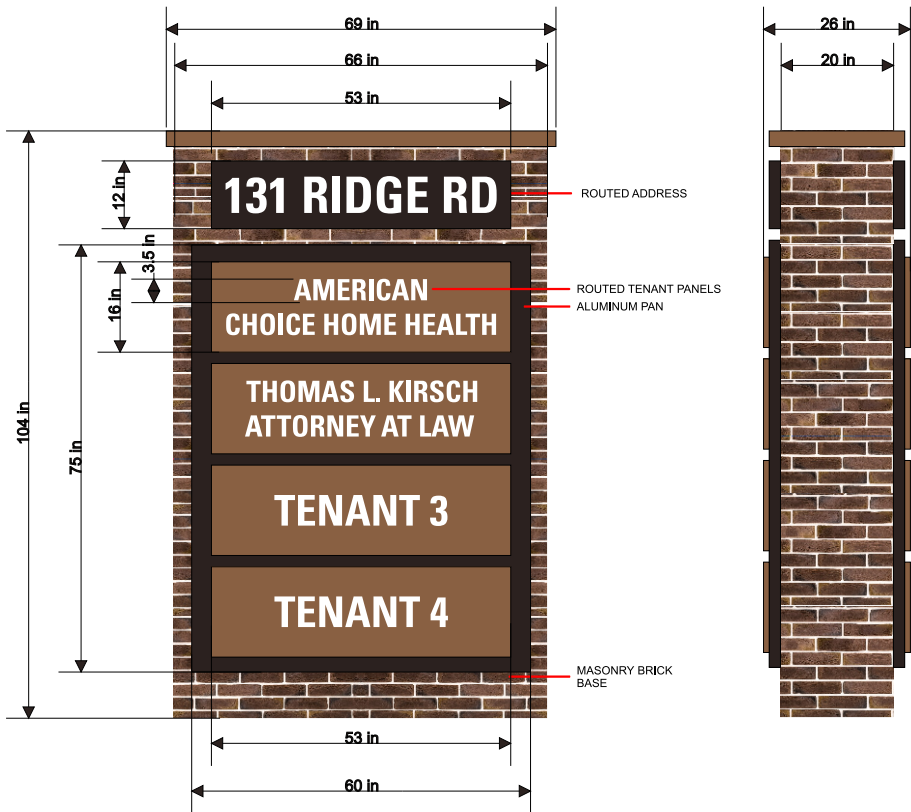 69 in
26 in
66 in
20 in
53 in
12 in
131 RIDGE RD
ROUTED ADDRESS
3.5 in
16 in
AMERICAN
CHOICE HOME HEALTH
ROUTED TENANT PANELS
ALUMINUM PAN
104 in
75 in
THOMAS L. KIRSCH
ATTORNEY AT LAW
TENANT 3
TENANT 4
MASONRY BRICK
BASE
53 in
60 in